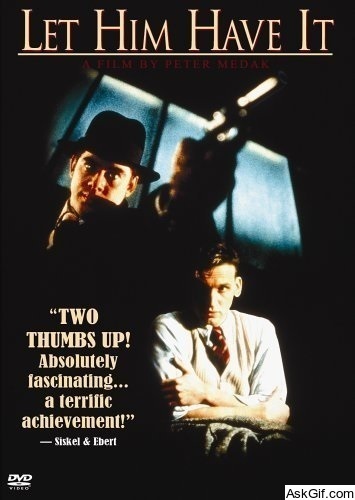 LET HIM HAVE IT
A FILM BY PETER MEDAK
“TWO
THUMBS UP!
Absolutely
fascinating...
a terrific
achievement!”
— Siskel & Ebert
DVD
VIDEO
AskGif.com